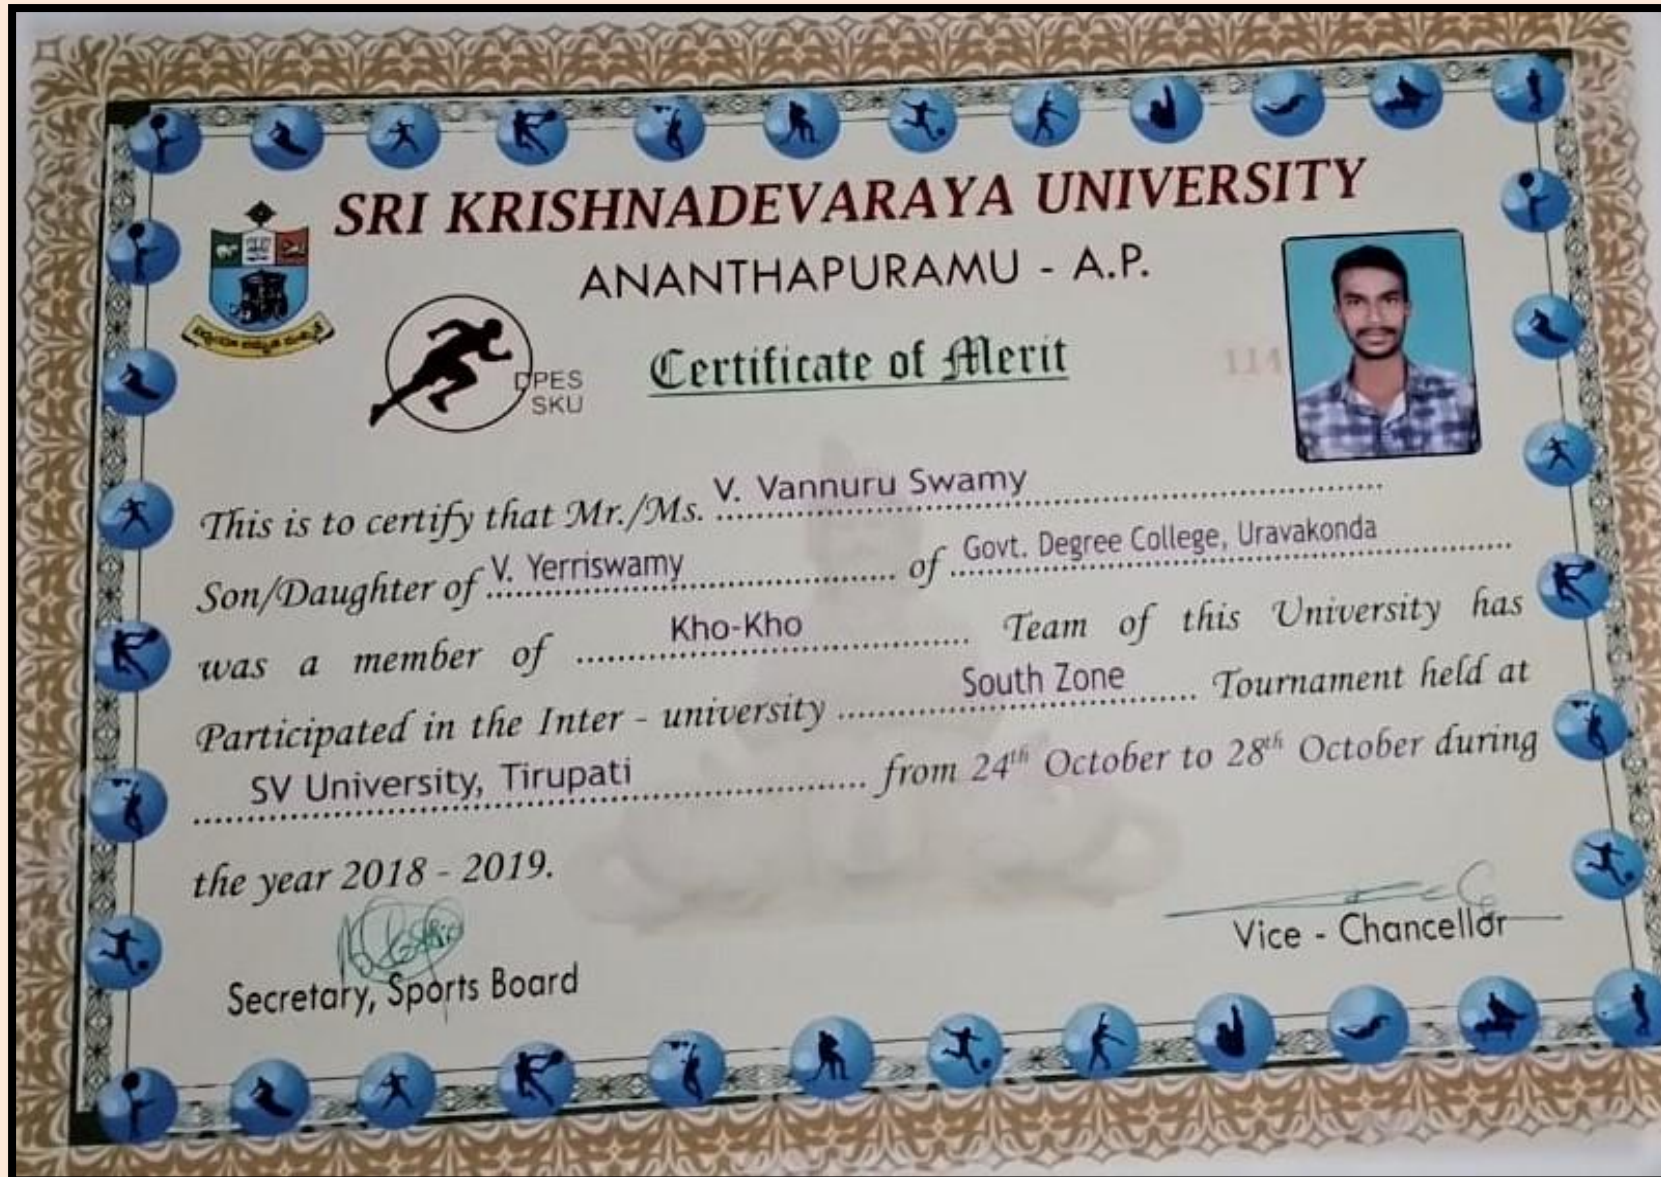 SRI KRISHNADEVARAYA UNIVERSITY
ANANTHAPURAMU - A.P.
DPES
SKU
Certificate of Merit
114
This is to certify that Mr./Ms. V. Vannuru Swamy
Son/Daughter of V. Yerriswamy of Govt. Degree College, Uravakonda
was a member of Kho-Kho Team of this University has
Participated in the Inter - university South Zone Tournament held at
SV University, Tirupati from 24th October to 28th October during
the year 2018 - 2019.
Vice - Chancellor
Secretary, Sports Board